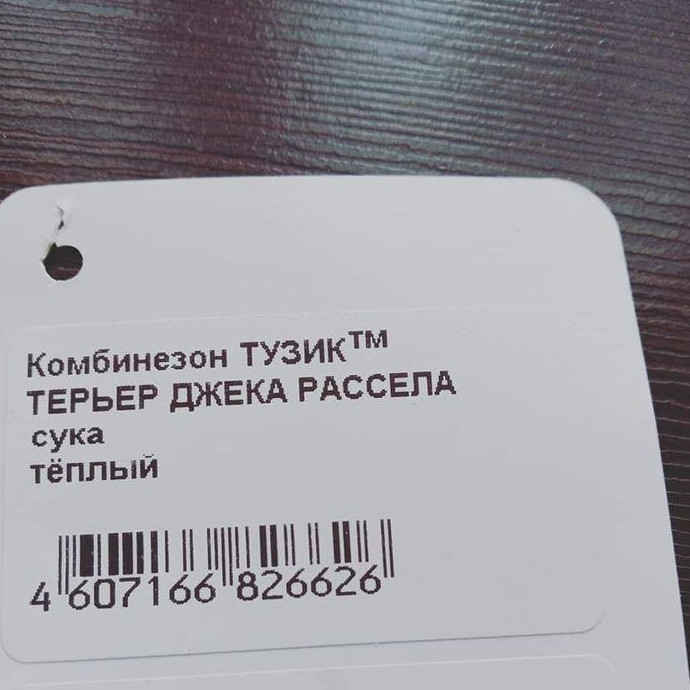 Комбинезон ТУЗИК™
ТЕРЬЕР ДЖЕКА РАССЕЛА
сука
тёплый
4 607166 826626